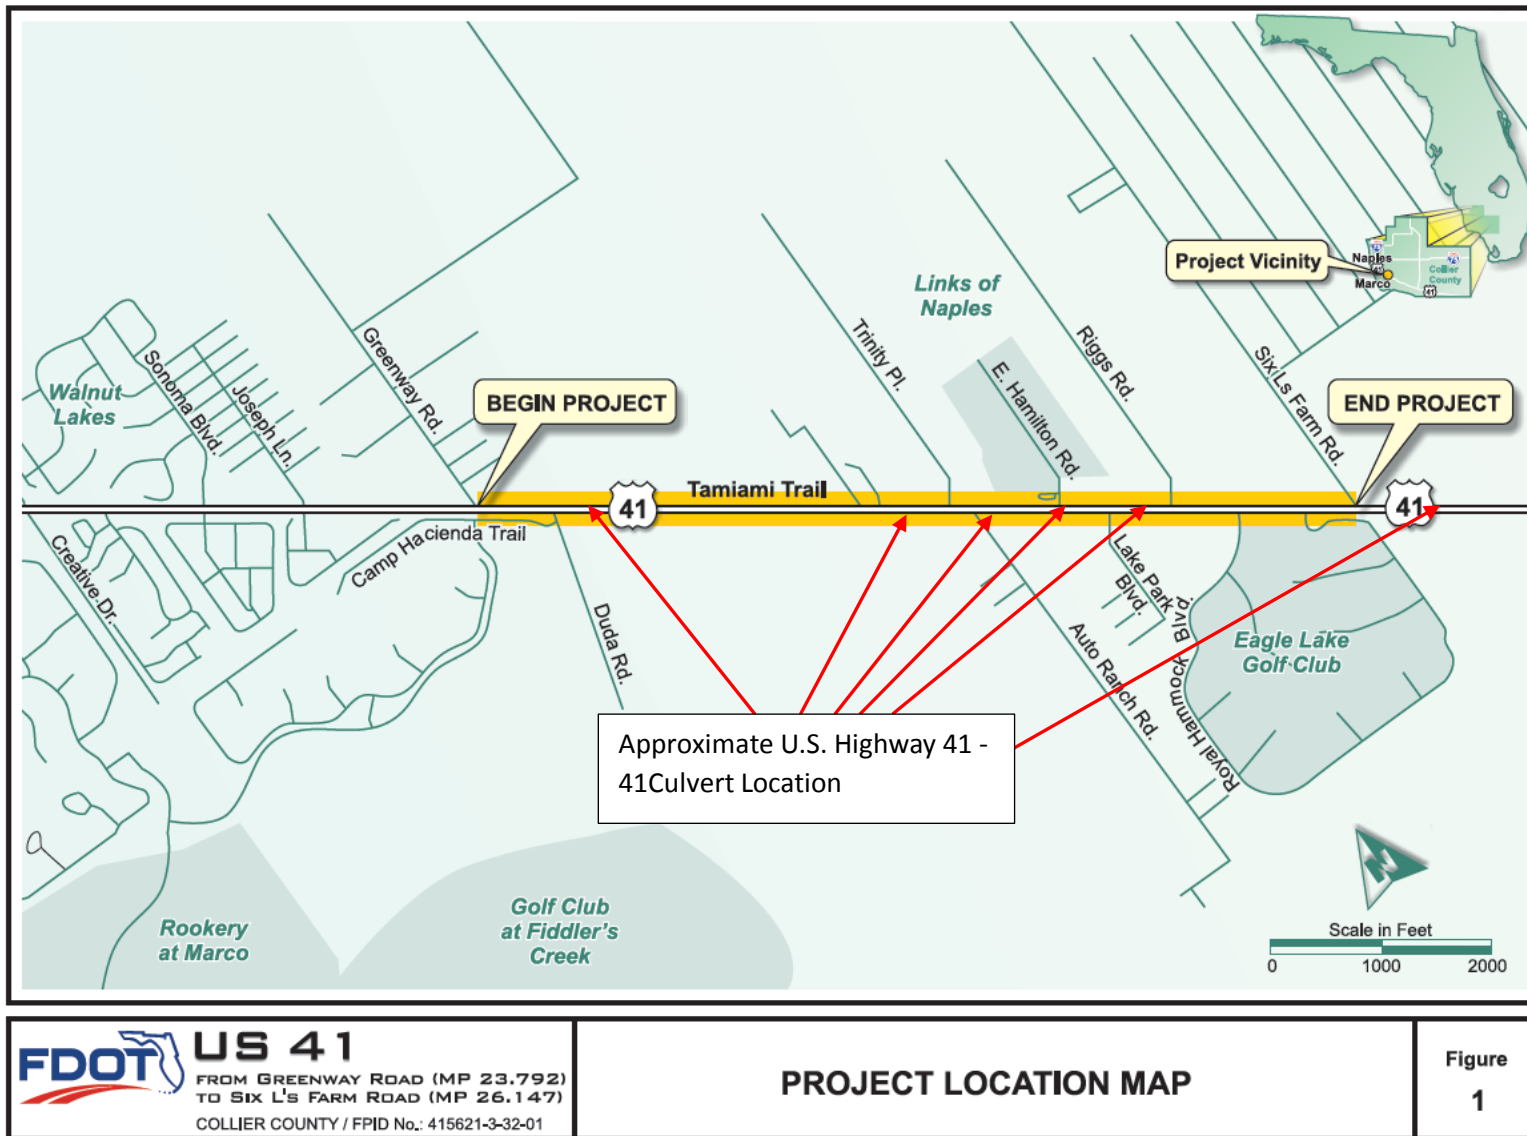 Project Vicinity
75
75
Naples
41
Marco
Collier
County
41
Links of
Naples
Walnut
Lakes
Sonoma Blvd.
Joseph Ln.
Greenway Rd.
Trinity Pl.
E. Hamilton Rd.
Riggs Rd.
Six Ls Farm Rd.
BEGIN PROJECT
END PROJECT
Tamiami Trail
41
41
Camp Hacienda Trail
Creative Dr.
Duda Rd.
Lake Park
Blvd.
Auto Ranch Rd.
Royal Hammock Blvd.
Eagle Lake
Golf Club
Approximate U.S. Highway 41 -
41Culvert Location
Rookery
at Marco
Golf Club
at Fiddler's
Creek
N
Scale in Feet
0 1000 2000
FDOT
US 41
FROM GREENWAY ROAD (MP 23.792)
TO SIX L'S FARM ROAD (MP 26.147)
COLLIER COUNTY / FPID No.: 415621-3-32-01
PROJECT LOCATION MAP
Figure
1